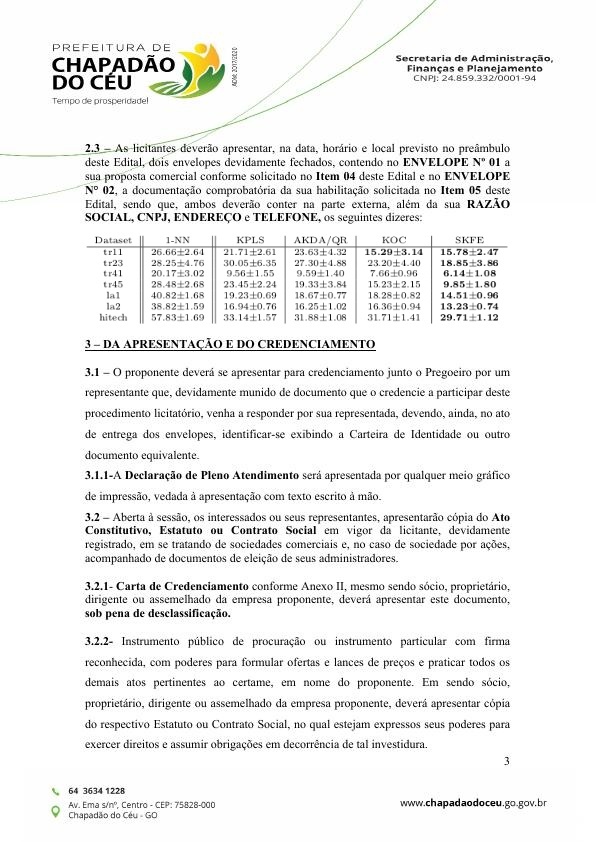 PREFEITURA DE
CHAPADÃO
DO CÉU
Tempo de prosperidade!
ADM: 2017/2020
Secretaria de Administração,
Finanças e Planejamento
CNPJ: 24.859.332/0001-94
2.3 – As licitantes deverão apresentar, na data, horário e local previsto no preâmbulo
deste Edital, dois envelopes devidamente fechados, contendo no ENVELOPE Nº 01 a
sua proposta comercial conforme solicitado no Item 04 deste Edital e no ENVELOPE
N° 02, a documentação comprobatória da sua habilitação solicitada no Item 05 deste
Edital, sendo que, ambos deverão conter na parte externa, além da sua RAZÃO
SOCIAL, CNPJ, ENDEREÇO e TELEFONE, os seguintes dizeres:
Dataset 1-NN KPLS AKDA/QR KOC SKFE
tr11 26.66±2.64 21.71±2.61 23.63±4.32 15.29±3.14 15.78±2.47
tr23 28.25±4.76 30.05±6.35 27.30±4.88 23.20±4.40 18.85±3.86
tr41 20.17±3.02 9.56±1.55 9.59±1.40 7.66±0.96 6.14±1.08
tr45 28.48±2.68 23.45±2.24 19.33±3.84 15.23±2.15 9.85±1.80
la1 40.82±1.68 19.23±0.69 18.67±0.77 18.28±0.82 14.51±0.96
la2 38.82±1.59 16.94±0.76 16.25±1.02 16.36±0.94 13.23±0.74
hitech 57.83±1.69 33.14±1.57 31.88±1.08 31.71±1.41 29.71±1.12
3 – DA APRESENTAÇÃO E DO CREDENCIAMENTO
3.1 – O proponente deverá se apresentar para credenciamento junto o Pregoeiro por um
representante que, devidamente munido de documento que o credencie a participar deste
procedimento licitatório, venha a responder por sua representada, devendo, ainda, no ato
de entrega dos envelopes, identificar-se exibindo a Carteira de Identidade ou outro
documento equivalente.
3.1.1-A Declaração de Pleno Atendimento será apresentada por qualquer meio gráfico
de impressão, vedada à apresentação com texto escrito à mão.
3.2 – Aberta à sessão, os interessados ou seus representantes, apresentarão cópia do Ato
Constitutivo, Estatuto ou Contrato Social em vigor da licitante, devidamente
registrado, em se tratando de sociedades comerciais e, no caso de sociedade por ações,
acompanhado de documentos de eleição de seus administradores.
3.2.1- Carta de Credenciamento conforme Anexo II, mesmo sendo sócio, proprietário,
dirigente ou assemelhado da empresa proponente, deverá apresentar este documento,
sob pena de desclassificação.
3.2.2- Instrumento público de procuração ou instrumento particular com firma
reconhecida, com poderes para formular ofertas e lances de preços e praticar todos os
demais atos pertinentes ao certame, em nome do proponente. Em sendo sócio,
proprietário, dirigente ou assemelhado da empresa proponente, deverá apresentar cópia
do respectivo Estatuto ou Contrato Social, no qual estejam expressos seus poderes para
exercer direitos e assumir obrigações em decorrência de tal investidura.
3
64 3634 1228
Av. Ema s/nº, Centro - CEP: 75828-000
Chapadão do Céu - GO
www.chapadaodoceu.go.gov.br